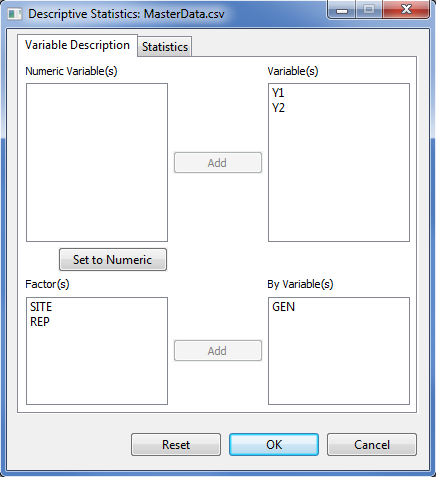 Descriptive Statistics: MasterData.csv
Variable Description
Statistics
Numeric Variable(s)
Variable(s)
Y1
Y2
Add
Set to Numeric
Factor(s)
By Variable(s)
SITE
REP
GEN
Add
Reset
OK
Cancel